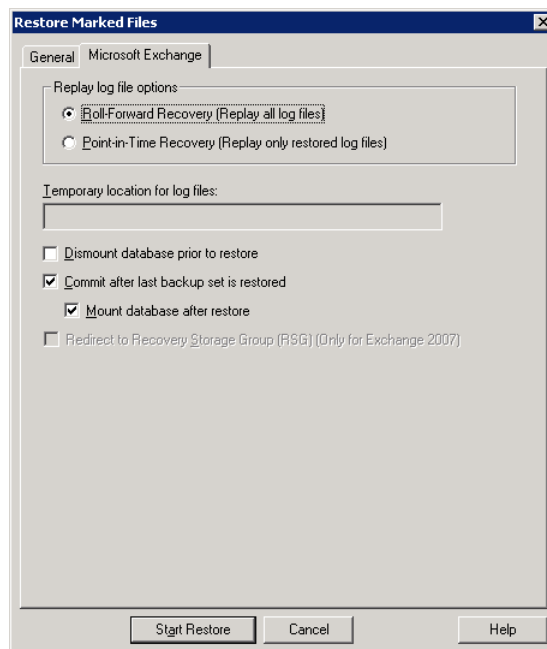 Restore Marked Files
General
Microsoft Exchange
Replay log file options
Roll-Forward Recovery (Replay all log files)
Point-in-Time Recovery (Replay only restored log files)
Temporary location for log files:
Dismount database prior to restore
Commit after last backup set is restored
Mount database after restore
Redirect to Recovery Storage Group (RSG) (Only for Exchange 2007)
Start Restore
Cancel
Help